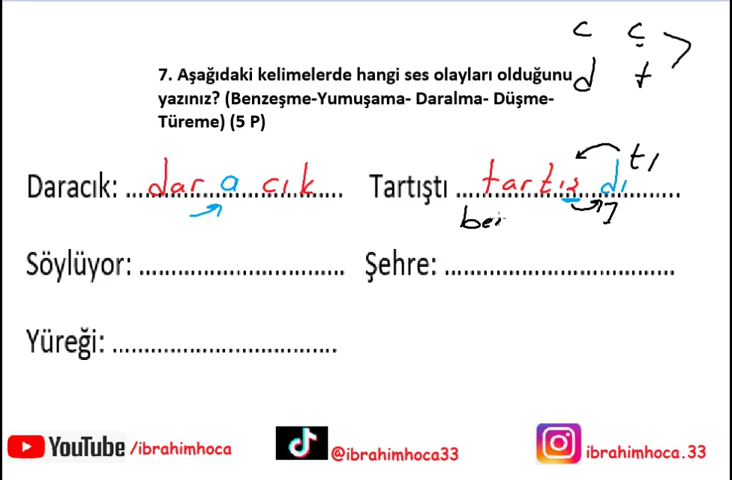 c ç
d t
7. Aşağıdaki kelimelerde hangi ses olayları olduğunu
yazınız? (Benzeşme-Yumuşama- Daralma- Düşme-
Türeme) (5 P)
tı
Daracık: ...dar...a...cık.... Tartıştı ....tartış...dı........
Söylüyor: ................................. Şehre: .....................................
Yüreği: ....................................
YouTube /ibrahimhoca @ibrahimhoca33 ibrahimhoca.33